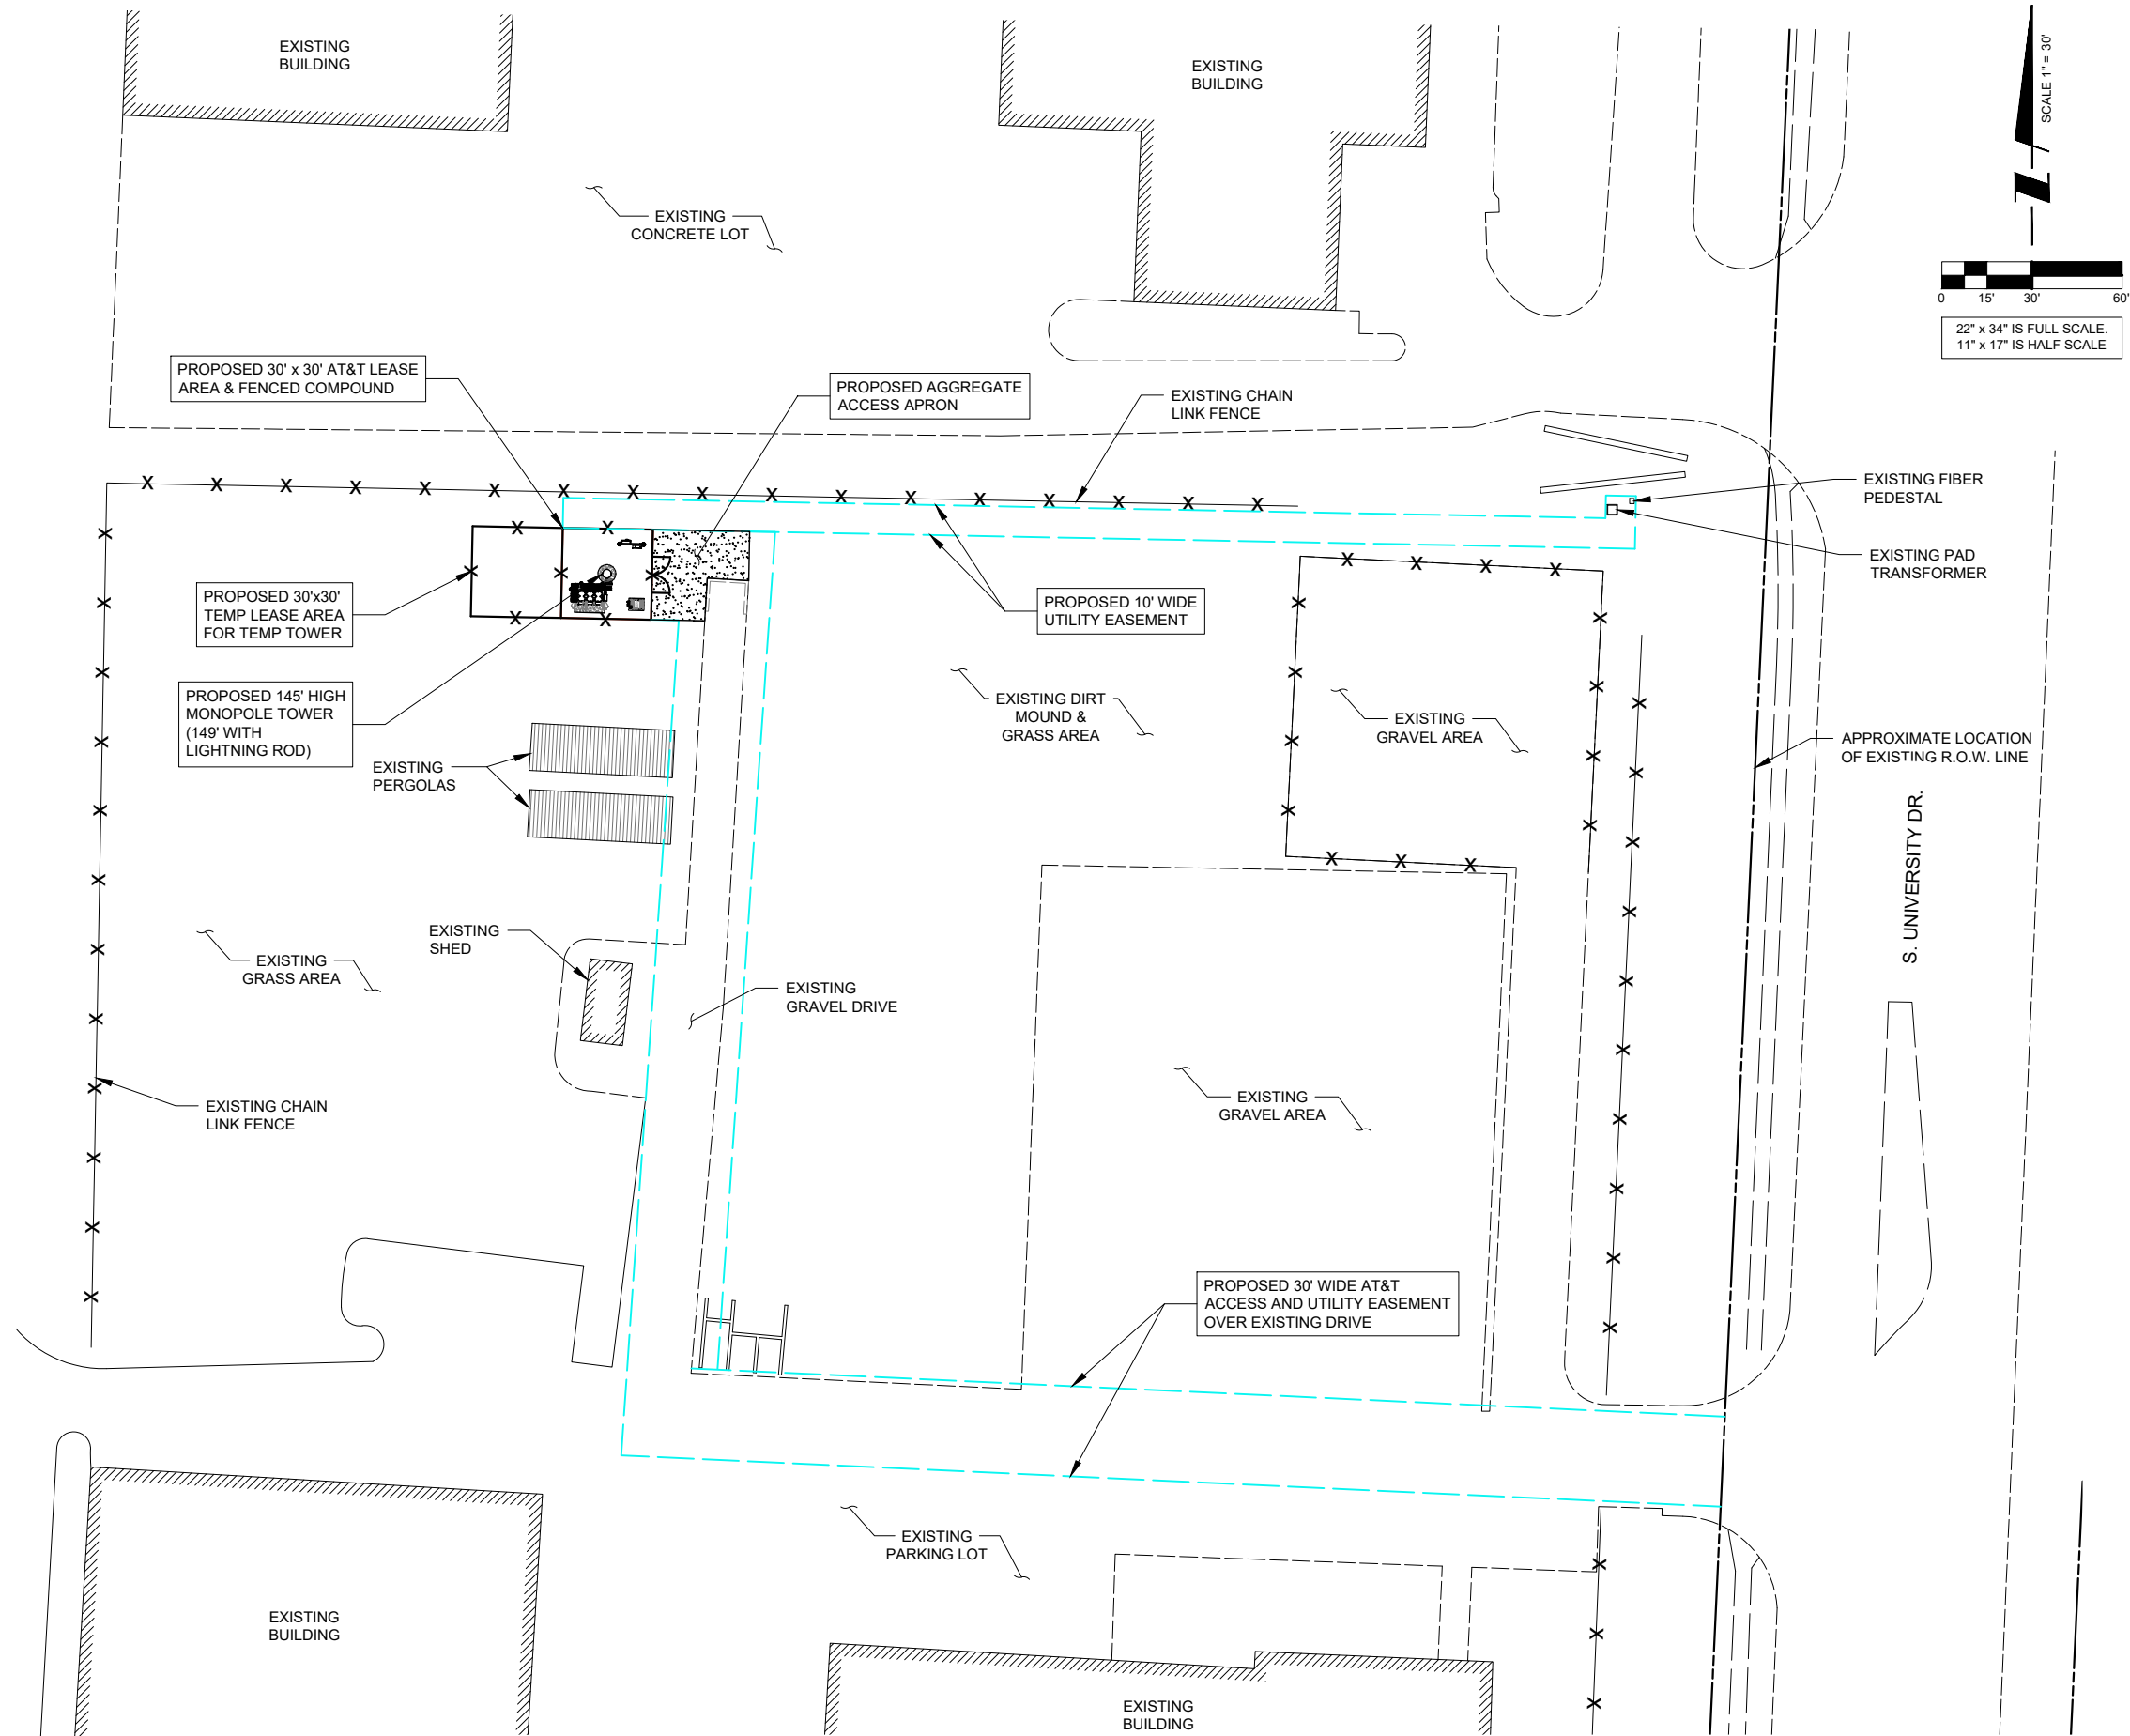 EXISTING
BUILDING
EXISTING
BUILDING
SCALE 1" = 30'
EXISTING
CONCRETE LOT
0 15' 30' 60'
22" x 34" IS FULL SCALE.
11" x 17" IS HALF SCALE
PROPOSED 30' x 30' AT&T LEASE
AREA & FENCED COMPOUND
PROPOSED AGGREGATE
ACCESS APRON
EXISTING CHAIN
LINK FENCE
EXISTING FIBER
PEDESTAL
EXISTING PAD
TRANSFORMER
PROPOSED 30'x30'
TEMP LEASE AREA
FOR TEMP TOWER
PROPOSED 10' WIDE
UTILITY EASEMENT
PROPOSED 145' HIGH
MONOPOLE TOWER
(149' WITH
LIGHTNING ROD)
EXISTING DIRT
MOUND &
GRASS AREA
EXISTING
GRAVEL AREA
APPROXIMATE LOCATION
OF EXISTING R.O.W. LINE
EXISTING
PERGOLAS
S. UNIVERSITY DR.
EXISTING
SHED
EXISTING
GRASS AREA
EXISTING
GRAVEL DRIVE
EXISTING CHAIN
LINK FENCE
EXISTING
GRAVEL AREA
PROPOSED 30' WIDE AT&T
ACCESS AND UTILITY EASEMENT
OVER EXISTING DRIVE
EXISTING
PARKING LOT
EXISTING
BUILDING
EXISTING
BUILDING